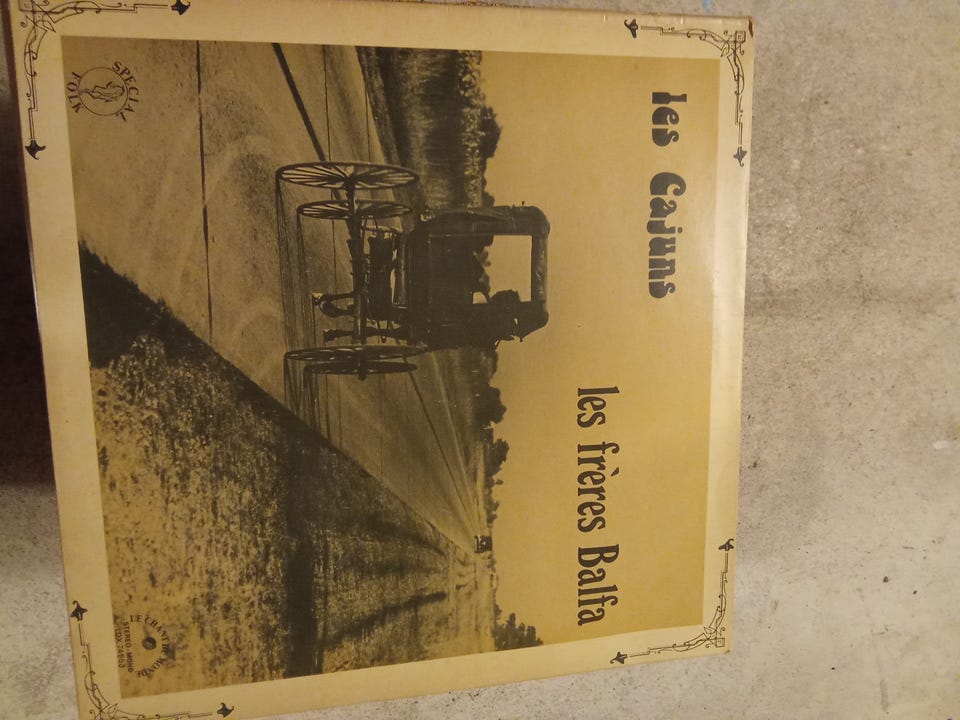 les Cajuns
les frères Balfa
SPECIAL
FOLK
LE CHANT DU MONDE
STEREO-MONO